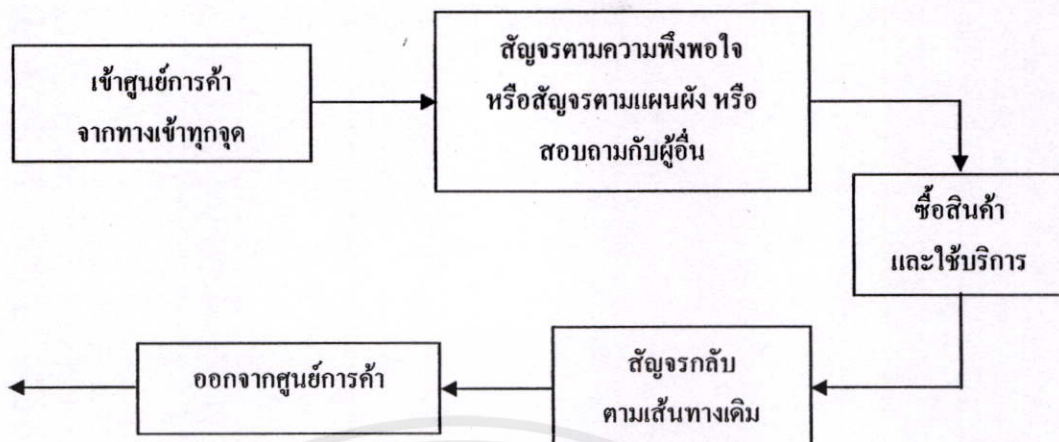 เข้าศูนย์การค้า
จากทางเข้าทุกจุด
สัญจรตามความพึงพอใจ
หรือสัญจรตามแผนผัง หรือ
สอบถามกับผู้อื่น
ซื้อสินค้า
และใช้บริการ
สัญจรกลับ
ตามเส้นทางเดิม
ออกจากศูนย์การค้า